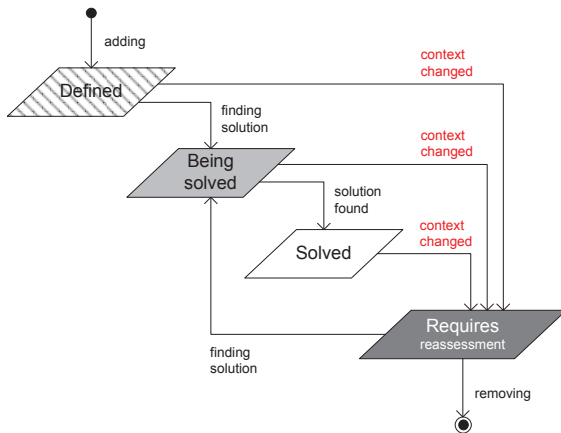 adding
context
changed
Defined
finding
solution
context
changed
Being
solved
solution
found
context
changed
Solved
Requires
reassessment
finding
solution
removing